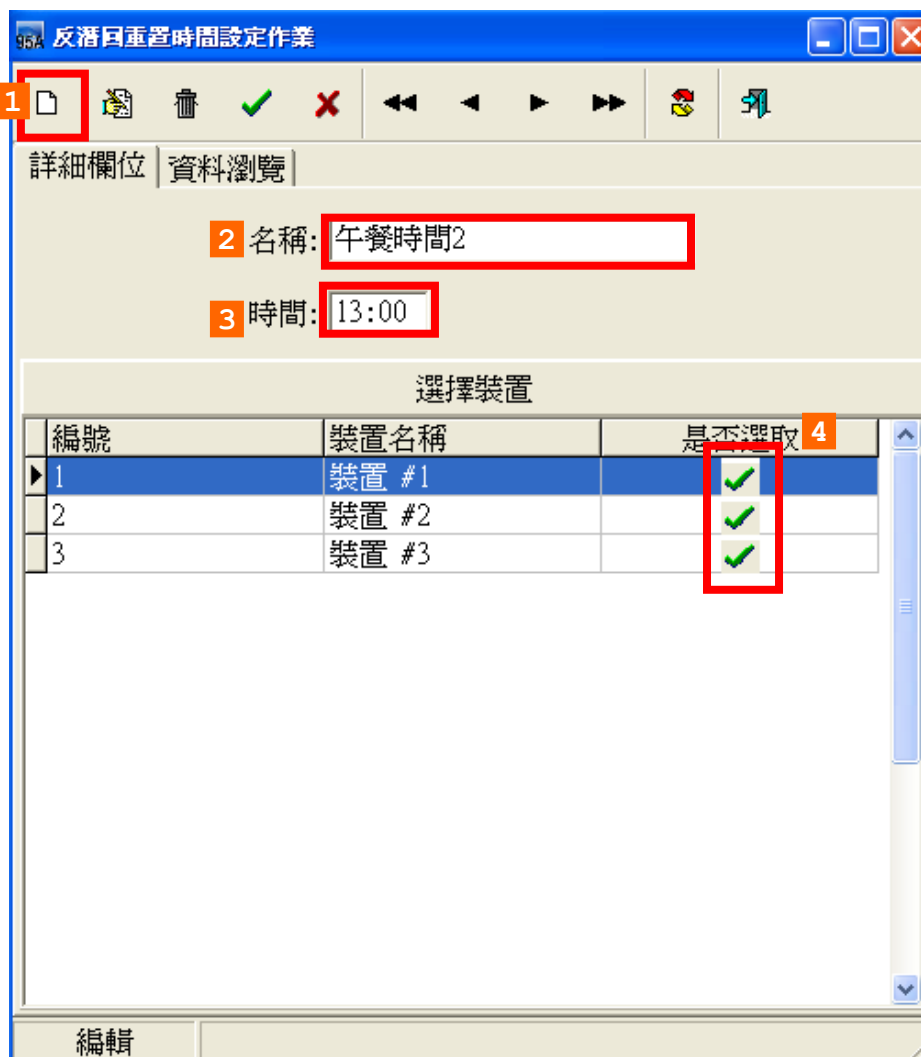 95A 反潛回重置時間設定作業
1
詳細欄位 資料瀏覽
2 名稱: 午餐時間2
3 時間: 13:00
選擇裝置
編號 裝置名稱 是否選取 4
1 裝置 #1
2 裝置 #2
3 裝置 #3
編輯